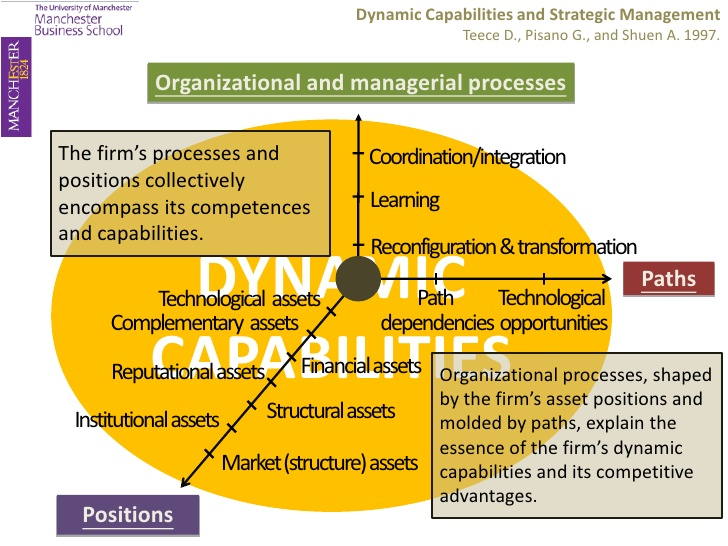 The University of Manchester
Manchester
Business School
MANCHESTER
1824
Dynamic Capabilities and Strategic Management
Teece D., Pisano G., and Shuen A. 1997.
Organizational and managerial processes
The firm's processes and
positions collectively
encompass its competences
and capabilities.
Coordination/integration
Learning
Reconfiguration & transformation
DYNAMIC
CAPABILITIES
Paths
Path
dependencies
Technological
opportunities
Technological assets
Complementary assets
Financial assets
Reputational assets
Structural assets
Institutional assets
Market (structure) assets
Positions
Organizational processes, shaped
by the firm's asset positions and
molded by paths, explain the
essence of the firm's dynamic
capabilities and its competitive
advantages.